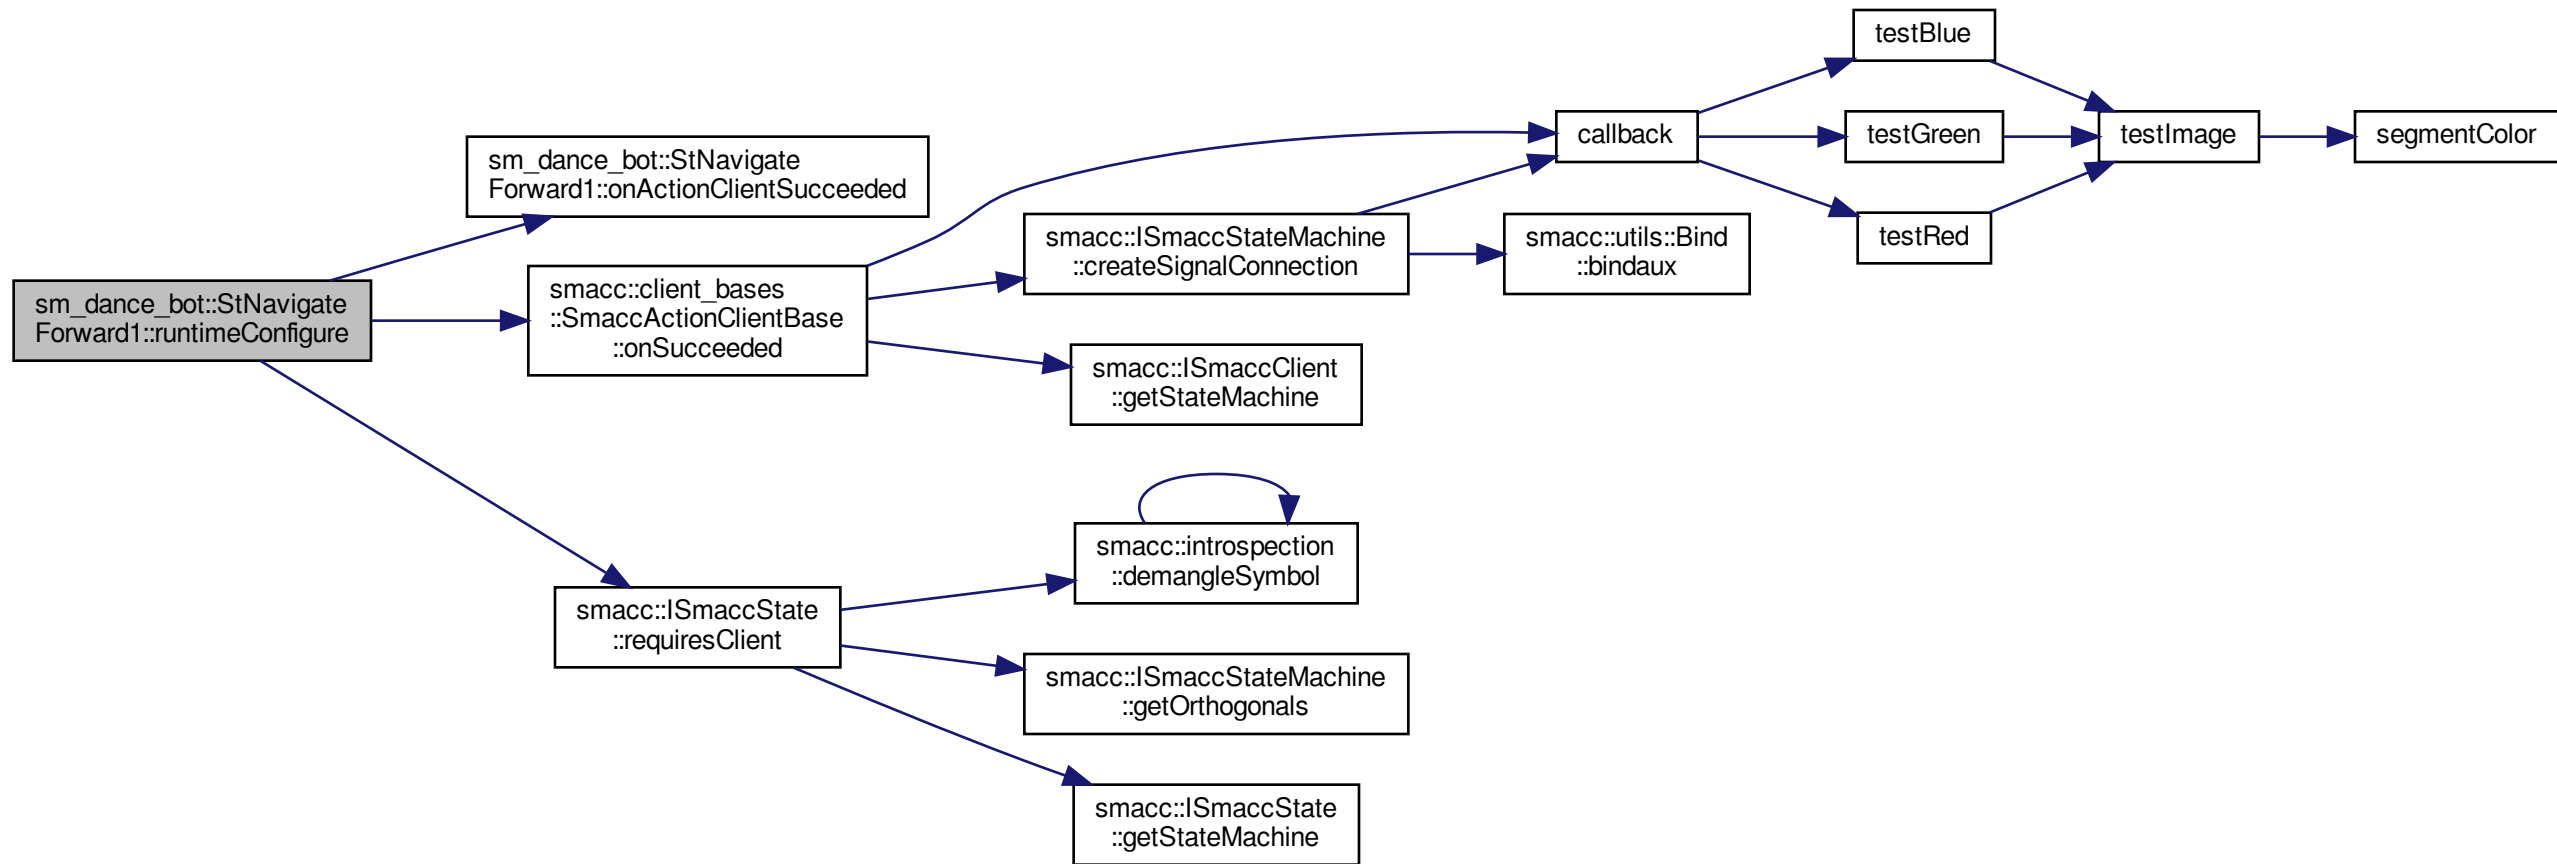 sm_dance_bot::StNavigate
Forward1::runtimeConfigure
sm_dance_bot::StNavigate
Forward1::onActionClientSucceeded
smacc::client_bases
::SmaccActionClientBase
::onSucceeded
smacc::ISmaccState
::requiresClient
smacc::ISmaccStateMachine
::createSignalConnection
smacc::ISmaccClient
::getStateMachine
smacc::introspection
::demangleSymbol
smacc::ISmaccStateMachine
::getOrthogonals
smacc::ISmaccState
::getStateMachine
callback
smacc::utils::Bind
::bindaux
testBlue
testGreen
testRed
testImage
segmentColor